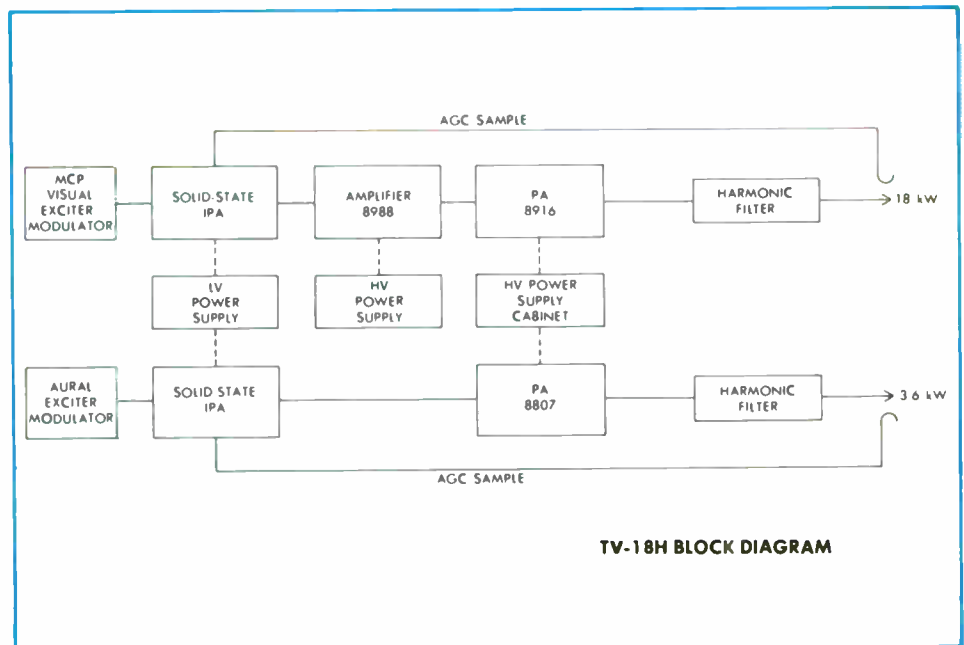 AGC SAMPLE
MCP
VISUAL
EXCITER
MODULATOR
SOLID-STATE
IPA
AMPLIFIER
8988
PA
8916
HARMONIC
FILTER
18 kW
LV
POWER
SUPPLY
HV
POWER
SUPPLY
HV POWER
SUPPLY
CABINET
AURAL
EXCITER
MODULATOR
SOLID STATE
IPA
PA
8807
HARMONIC
FILTER
3.6 kW
AGC SAMPLE
TV-18H BLOCK DIAGRAM